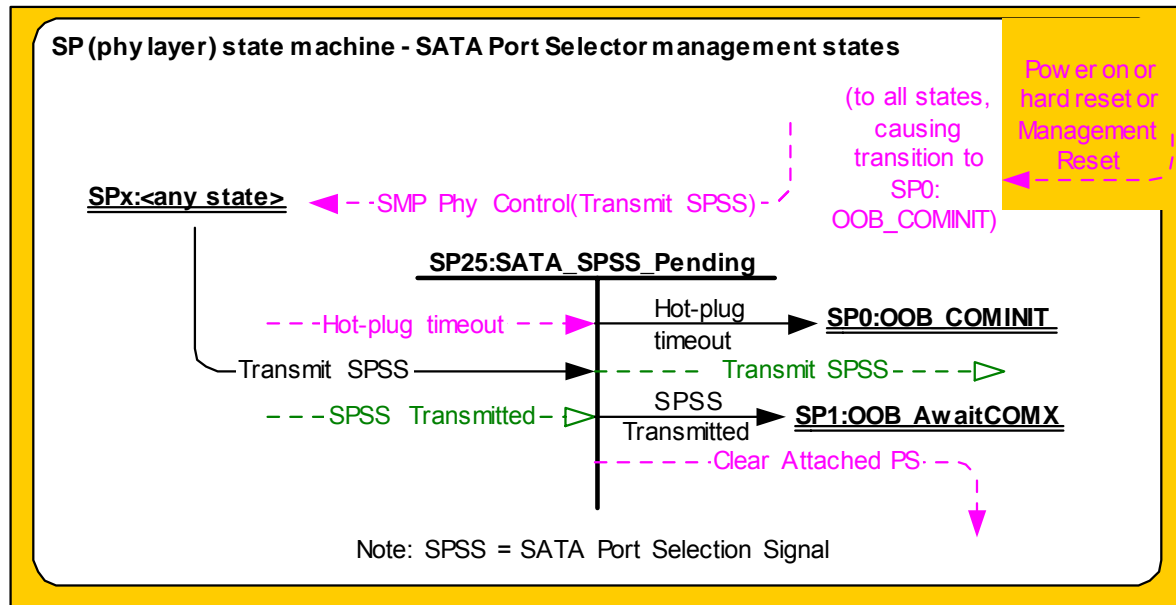 SP (phy layer) state machine - SATA Port Selector management states
Power on or
hard reset or
Management
Reset
(to all states,
causing
transition to
SP0:
OOB_COMINIT)
SPx:<any state>
SMP Phy Control(Transmit SPSS)
SP25:SATA_SPSS_Pending
Hot-plug timeout
Hot-plug
timeout
SP0:OOB_COMINIT
Transmit SPSS
Transmit SPSS
SPSS Transmitted
SPSS
Transmitted
SP1:OOB_AwaitCOMX
Clear Attached PS
Note: SPSS = SATA Port Selection Signal